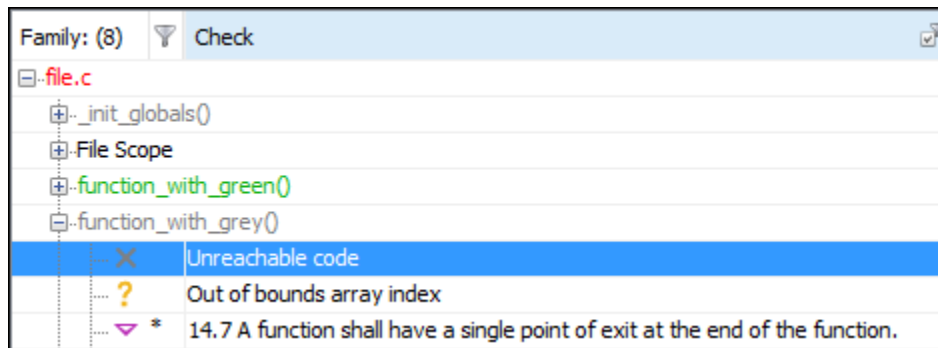 Family: (8) Check
file.c
_init_globals()
File Scope
function_with_green()
function_with_grey()
Unreachable code
? Out of bounds array index
* 14.7 A function shall have a single point of exit at the end of the function.